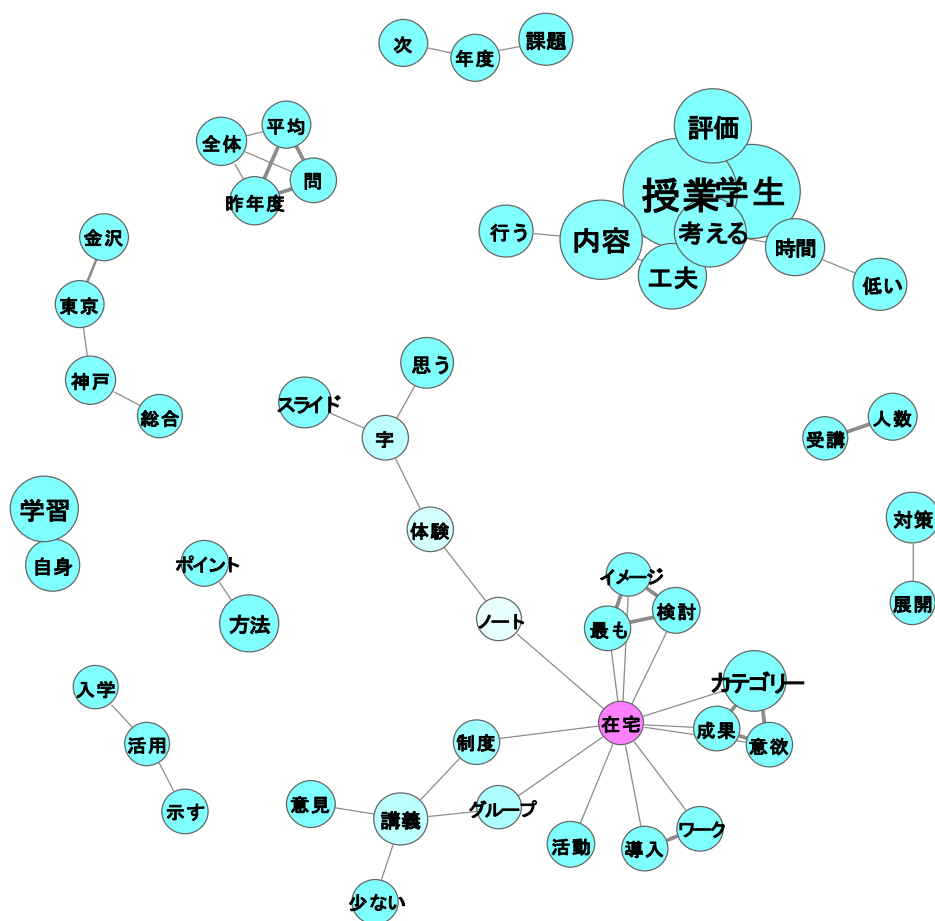 次
年度
課題
平均
全体
問
昨年度
評価
授業
学生
考える
内容
行う
工夫
時間
低い
金沢
東京
神戸
総合
思う
スライド
字
体験
ノート
受講
人数
対策
展開
学習
自身
ポイント
方法
イメージ
検討
最も
カテゴリー
成果
意欲
在宅
制度
グループ
講義
意見
少ない
活動
導入
ワーク
入学
活用
示す